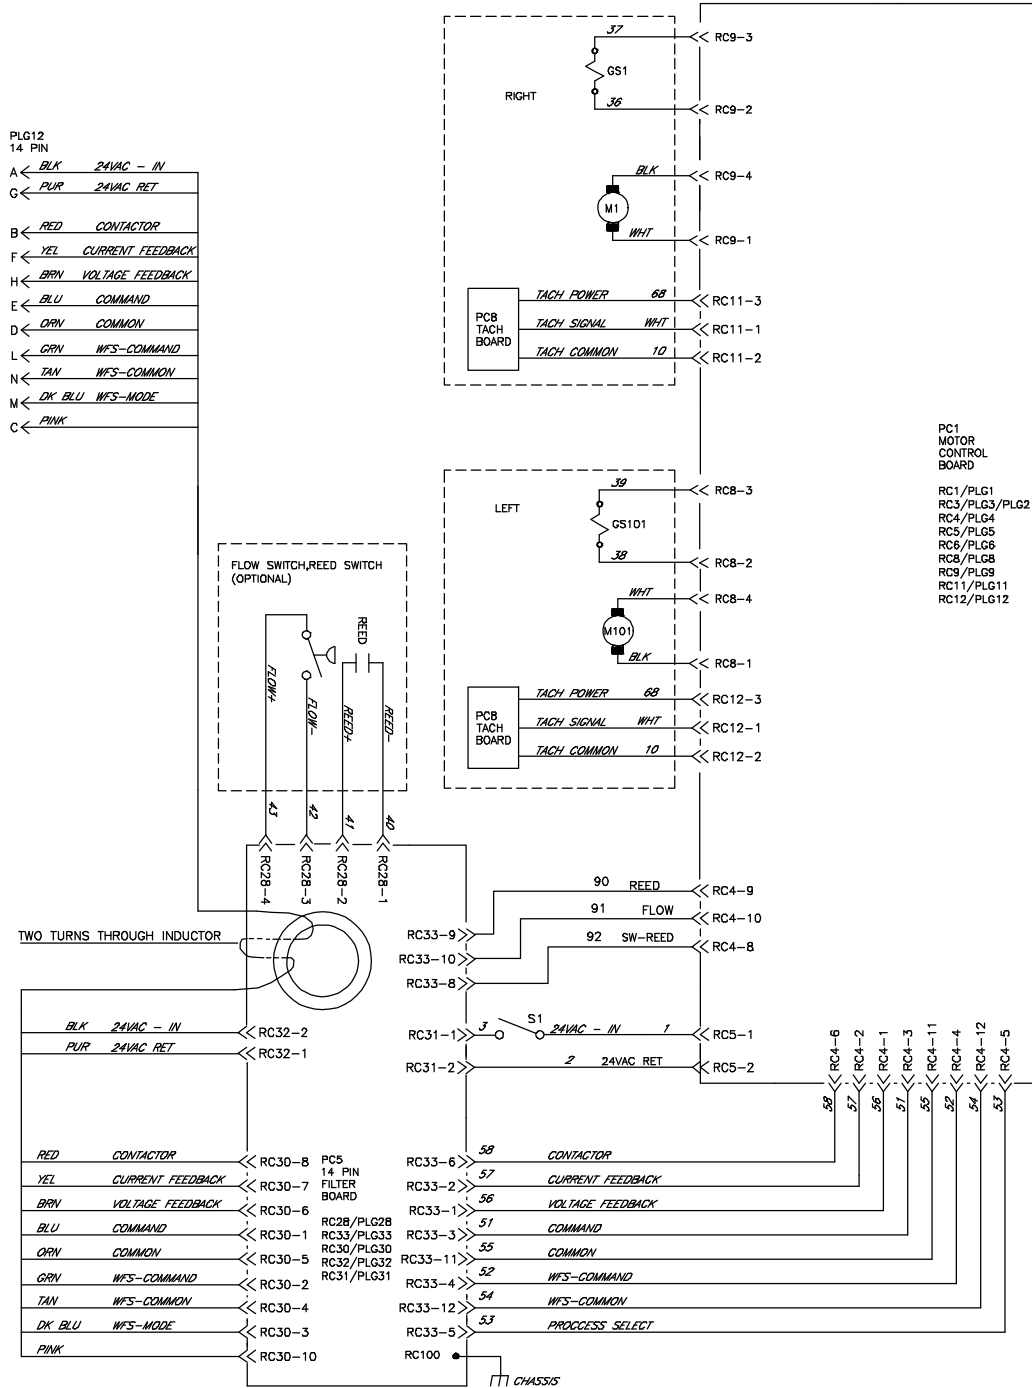 PLG12
14 PIN
A BLK 24VAC - IN
G PUR 24VAC RET
B RED CONTACTOR
F YEL CURRENT FEEDBACK
H BRN VOLTAGE FEEDBACK
E BLU COMMAND
D ORN COMMON
L GRN WFS-COMMAND
N TAN WFS-COMMON
M DK BLU WFS-MODE
C PINK
RIGHT
37 RC9-3
GS1
36 RC9-2
BLK RC9-4
M1
WHT RC9-1
PCB
TACH
BOARD
TACH POWER 68 RC11-3
TACH SIGNAL WHT RC11-1
TACH COMMON 10 RC11-2
PC1
MOTOR
CONTROL
BOARD
RC1/PLG1
RC3/PLG3/PLG2
RC4/PLG4
RC5/PLG5
RC6/PLG6
RC8/PLG8
RC9/PLG9
RC11/PLG11
RC12/PLG12
LEFT
39 RC8-3
GS101
38 RC8-2
WHT RC8-4
M101
BLK RC8-1
PCB
TACH
BOARD
TACH POWER 68 RC12-3
TACH SIGNAL WHT RC12-1
TACH COMMON 10 RC12-2
FLOW SWITCH,REED SWITCH
(OPTIONAL)
REED
FLOW+
FLOW-
REED+
REED-
43
42
41
40
RC28-4
RC28-3
RC28-2
RC28-1
TWO TURNS THROUGH INDUCTOR
RC33-9 90 REED RC4-9
RC33-10 91 FLOW RC4-10
RC33-8 92 SW-REED RC4-8
BLK 24VAC - IN RC32-2
PUR 24VAC RET RC32-1
RC31-1 3 S1 24VAC - IN 1 RC5-1
RC31-2 2 24VAC RET RC5-2
RC4-6
RC4-2
RC4-1
RC4-3
RC4-11
RC4-4
RC4-12
RC4-5
58
57
56
51
55
52
54
53
RED CONTACTOR RC30-8
YEL CURRENT FEEDBACK RC30-7
BRN VOLTAGE FEEDBACK RC30-6
BLU COMMAND RC30-1
ORN COMMON RC30-5
GRN WFS-COMMAND RC30-2
TAN WFS-COMMON RC30-4
DK BLU WFS-MODE RC30-3
PINK RC30-10
PC5
14 PIN
FILTER
BOARD
RC28/PLG28
RC33/PLG33
RC30/PLG30
RC32/PLG32
RC31/PLG31
RC33-6 58 CONTACTOR
RC33-2 57 CURRENT FEEDBACK
RC33-1 56 VOLTAGE FEEDBACK
RC33-3 51 COMMAND
RC33-11 55 COMMON
RC33-4 52 WFS-COMMAND
RC33-12 54 WFS-COMMON
RC33-5 53 PROCCESS SELECT
RC100
CHASSIS